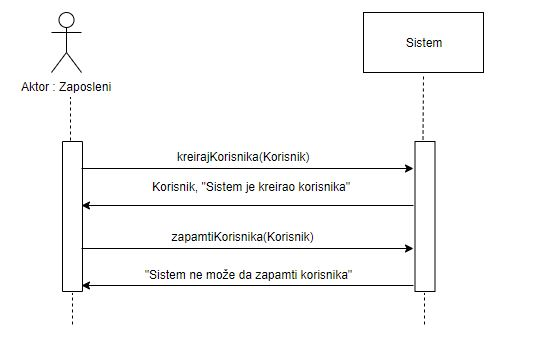 Sistem
Aktor : Zaposleni
kreirajKorisnika(Korisnik)
Korisnik, "Sistem je kreirao korisnika"
zapamtiKorisnika(Korisnik)
"Sistem ne može da zapamti korisnika"